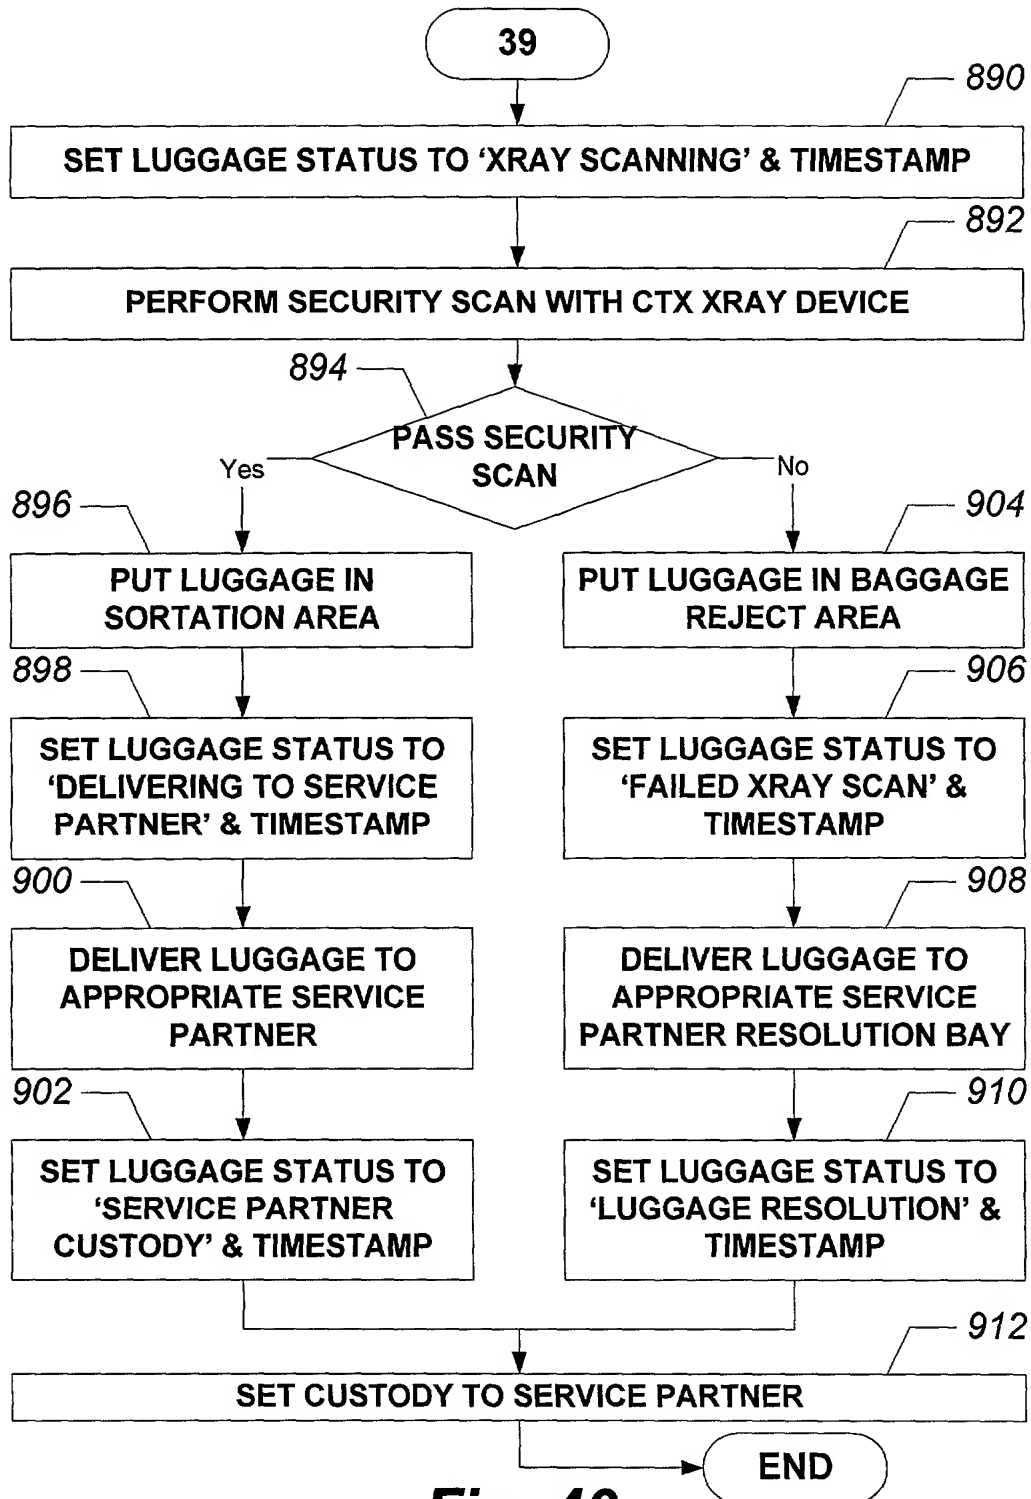 39
890
SET LUGGAGE STATUS TO ‘XRAY SCANNING’ & TIMESTAMP
892
PERFORM SECURITY SCAN WITH CTX XRAY DEVICE
894
PASS SECURITY
SCAN
Yes
No
896
PUT LUGGAGE IN
SORTATION AREA
904
PUT LUGGAGE IN BAGGAGE
REJECT AREA
898
SET LUGGAGE STATUS TO
‘DELIVERING TO SERVICE
PARTNER’ & TIMESTAMP
906
SET LUGGAGE STATUS TO
‘FAILED XRAY SCAN’ &
TIMESTAMP
900
DELIVER LUGGAGE TO
APPROPRIATE SERVICE
PARTNER
908
DELIVER LUGGAGE TO
APPROPRIATE SERVICE
PARTNER RESOLUTION BAY
902
SET LUGGAGE STATUS TO
‘SERVICE PARTNER
CUSTODY’ & TIMESTAMP
910
SET LUGGAGE STATUS TO
‘LUGGAGE RESOLUTION’ &
TIMESTAMP
912
SET CUSTODY TO SERVICE PARTNER
END